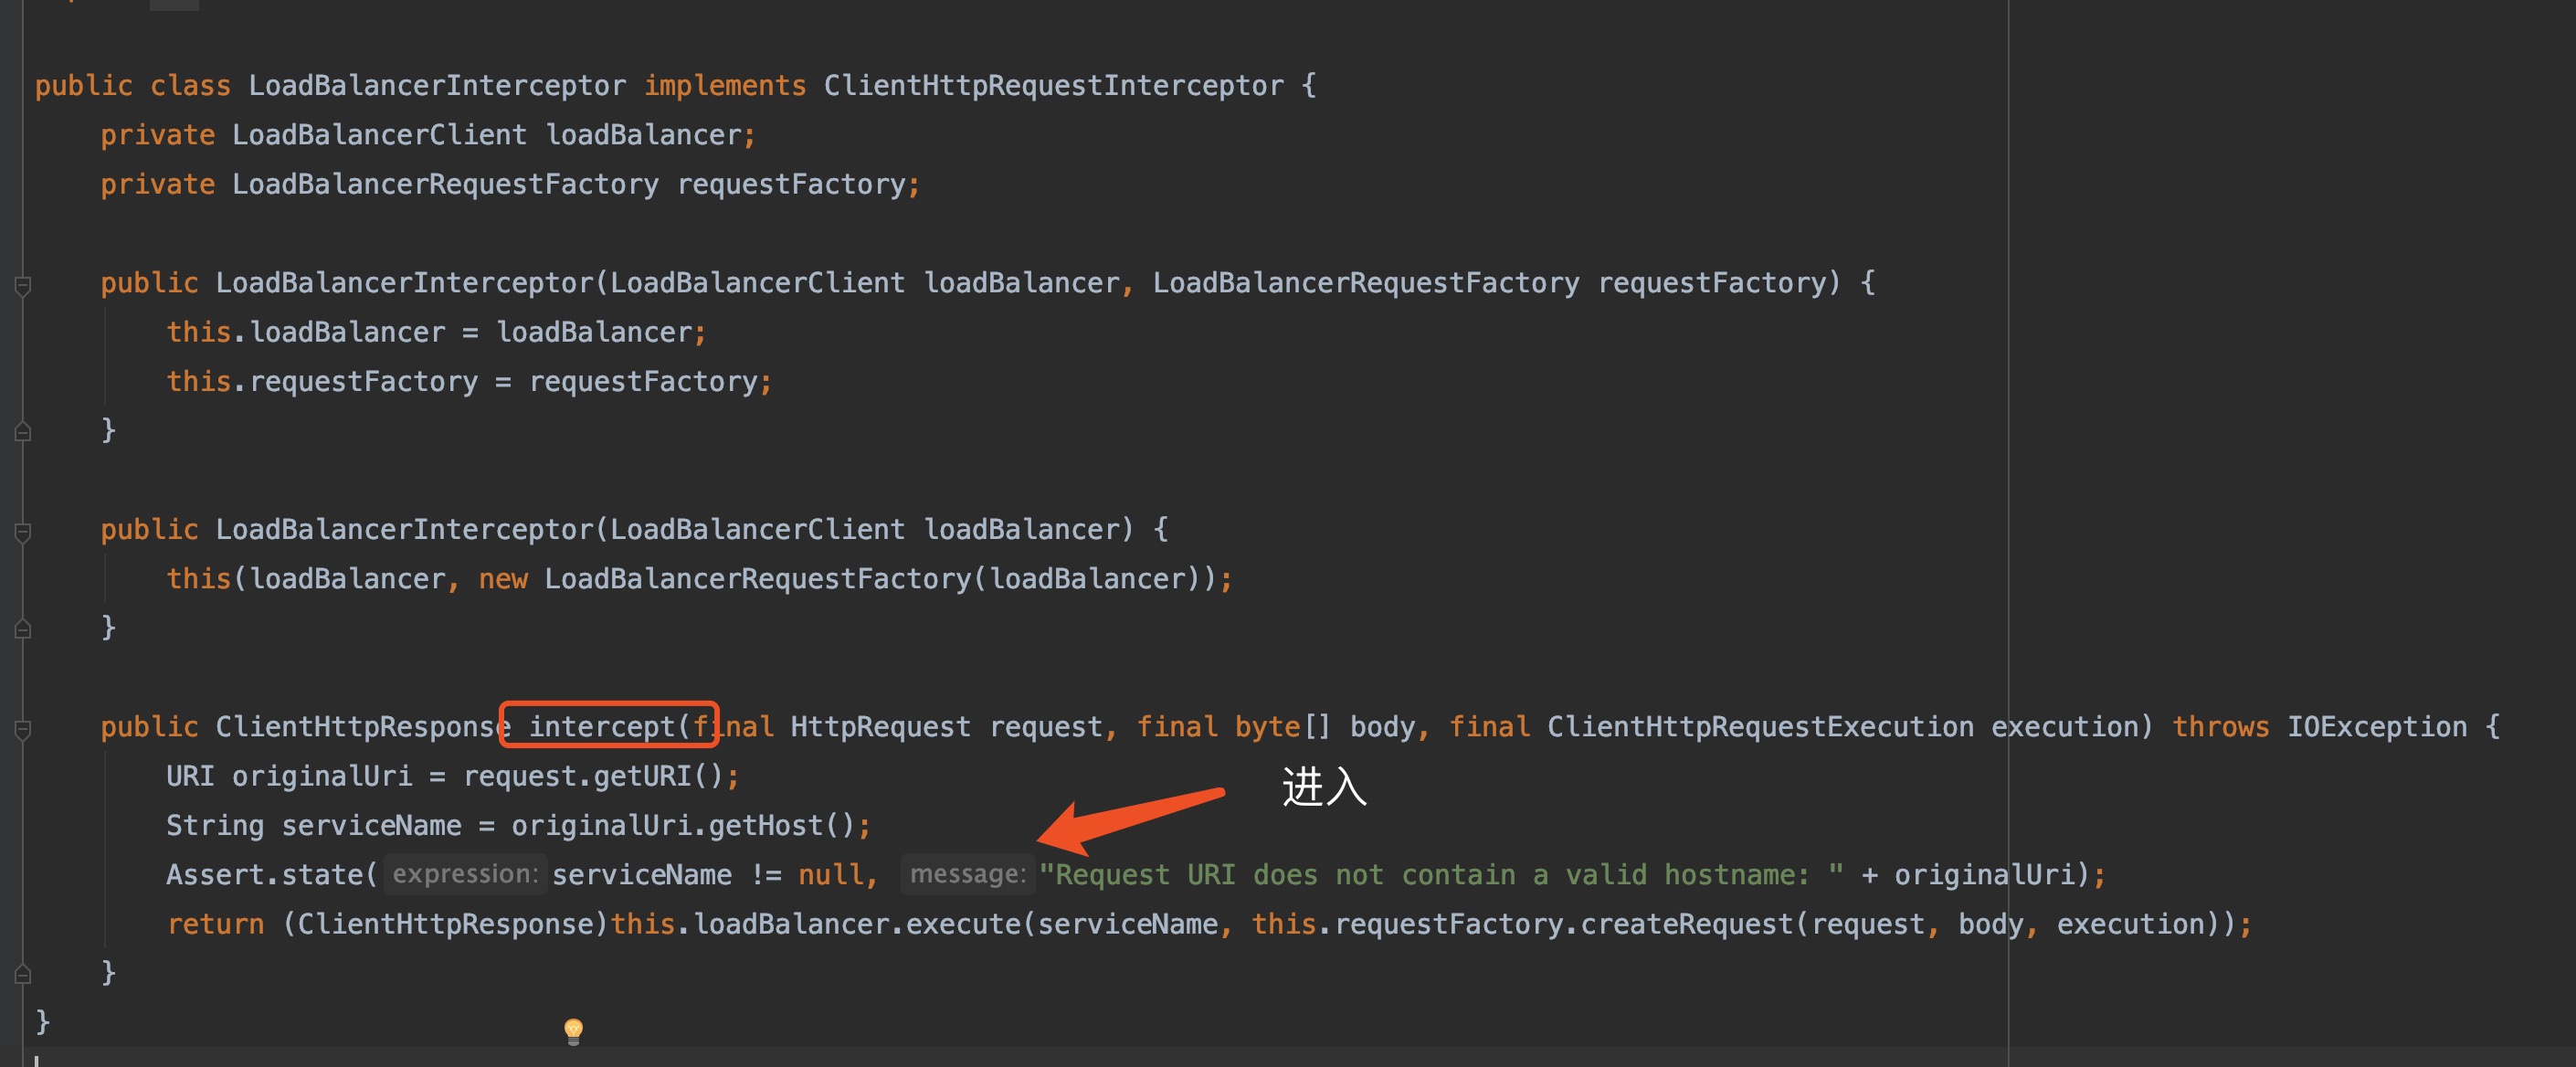 public class LoadBalancerInterceptor implements ClientHttpRequestInterceptor {
private LoadBalancerClient loadBalancer;
private LoadBalancerRequestFactory requestFactory;
public LoadBalancerInterceptor(LoadBalancerClient loadBalancer, LoadBalancerRequestFactory requestFactory) {
this.loadBalancer = loadBalancer;
this.requestFactory = requestFactory;
}
public LoadBalancerInterceptor(LoadBalancerClient loadBalancer) {
this(loadBalancer, new LoadBalancerRequestFactory(loadBalancer));
}
public ClientHttpResponse intercept(final HttpRequest request, final byte[] body, final ClientHttpRequestExecution execution) throws IOException {
URI originalUri = request.getURI();
进入
String serviceName = originalUri.getHost();
Assert.state( expression: serviceName != null, message: "Request URI does not contain a valid hostname: " + originalUri);
return (ClientHttpResponse)this.loadBalancer.execute(serviceName, this.requestFactory.createRequest(request, body, execution));
}
}